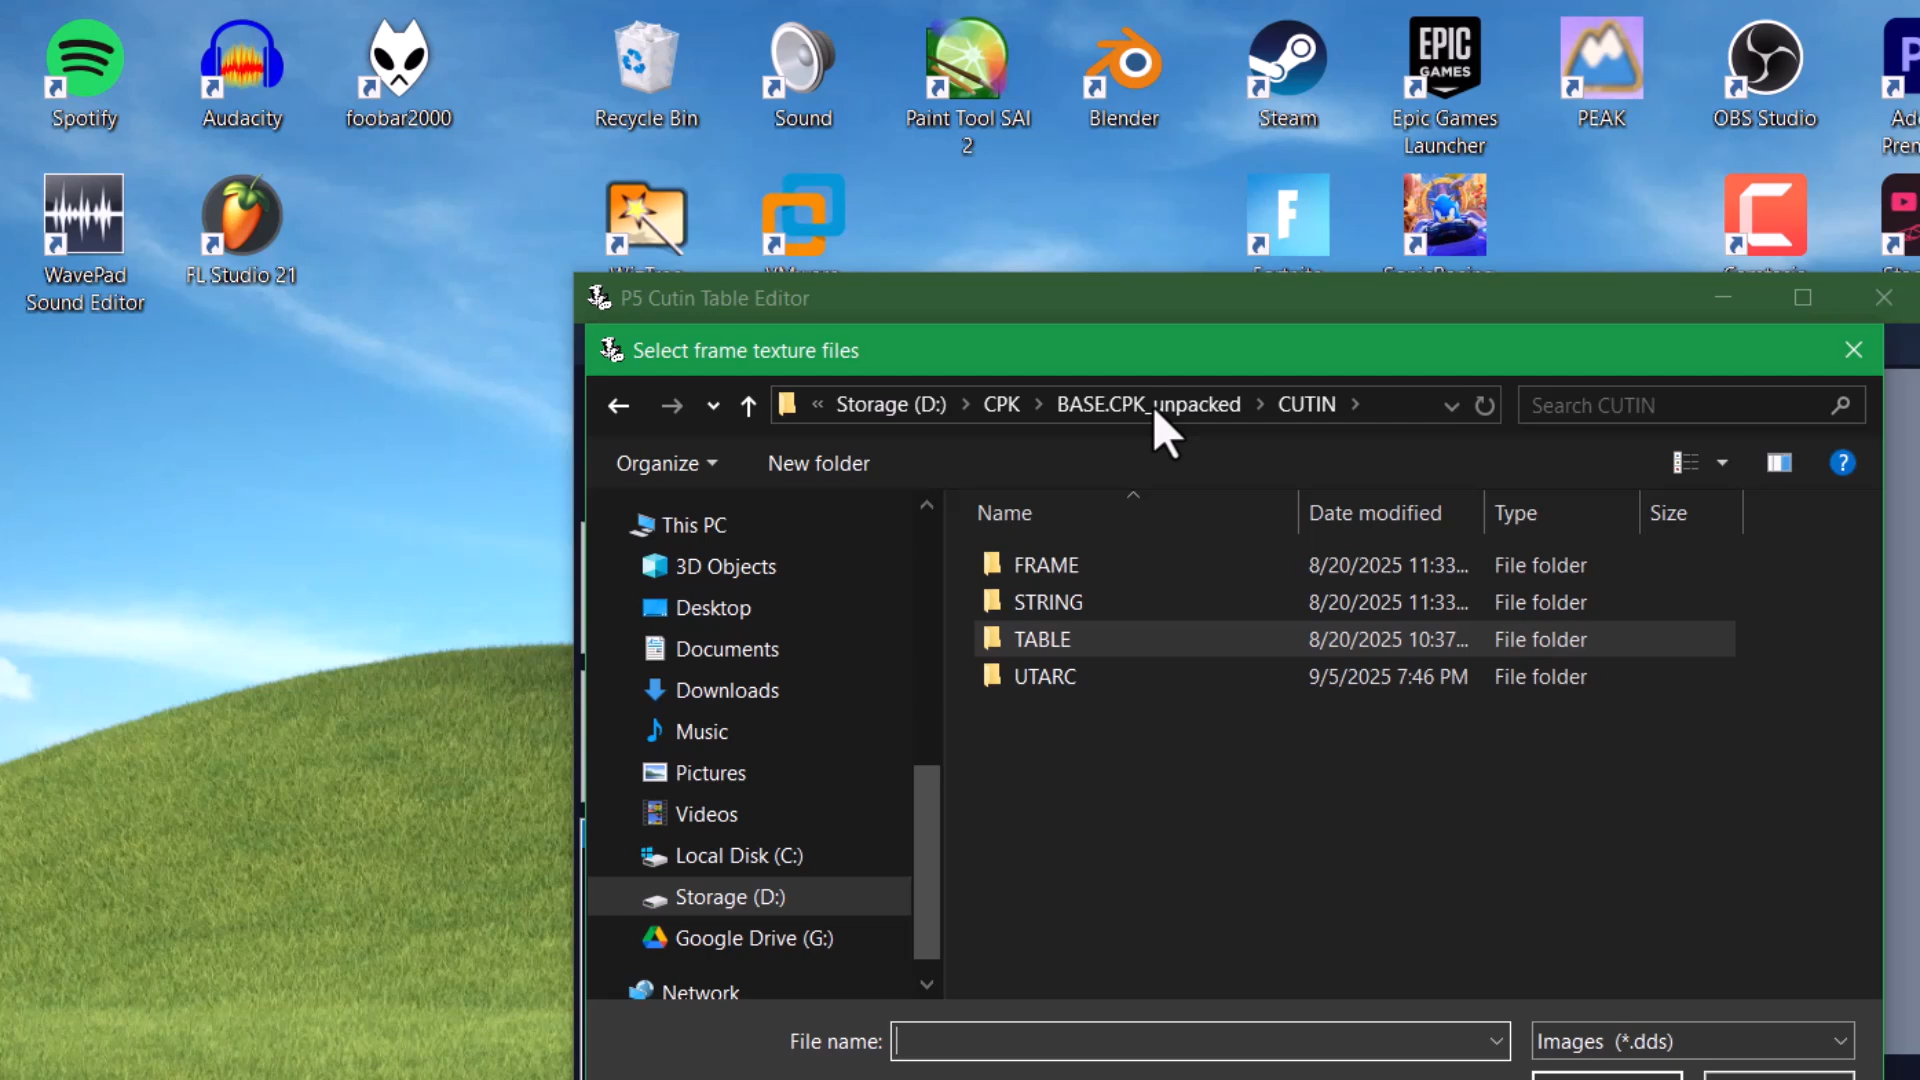 Spotify
Audacity
foobar2000
Recycle Bin
Sound
Paint Tool SAI
2
Blender
Steam
EPIC
GAMES
Epic Games
Launcher
PEAK
OBS Studio
WavePad
Sound Editor
FL Studio 21
P5 Cutin Table Editor
Select frame texture files
« Storage (D:) > CPK > BASE.CPK_unpacked > CUTIN >
Search CUTIN
Organize
New folder
Name
Date modified
Type
Size
This PC
3D Objects
Desktop
Documents
Downloads
Music
Pictures
Videos
Local Disk (C:)
Storage (D:)
Google Drive (G:)
Network
FRAME 8/20/2025 11:33... File folder
STRING 8/20/2025 11:33... File folder
TABLE 8/20/2025 10:37... File folder
UTARC 9/5/2025 7:46 PM File folder
File name:
Images (*.dds)